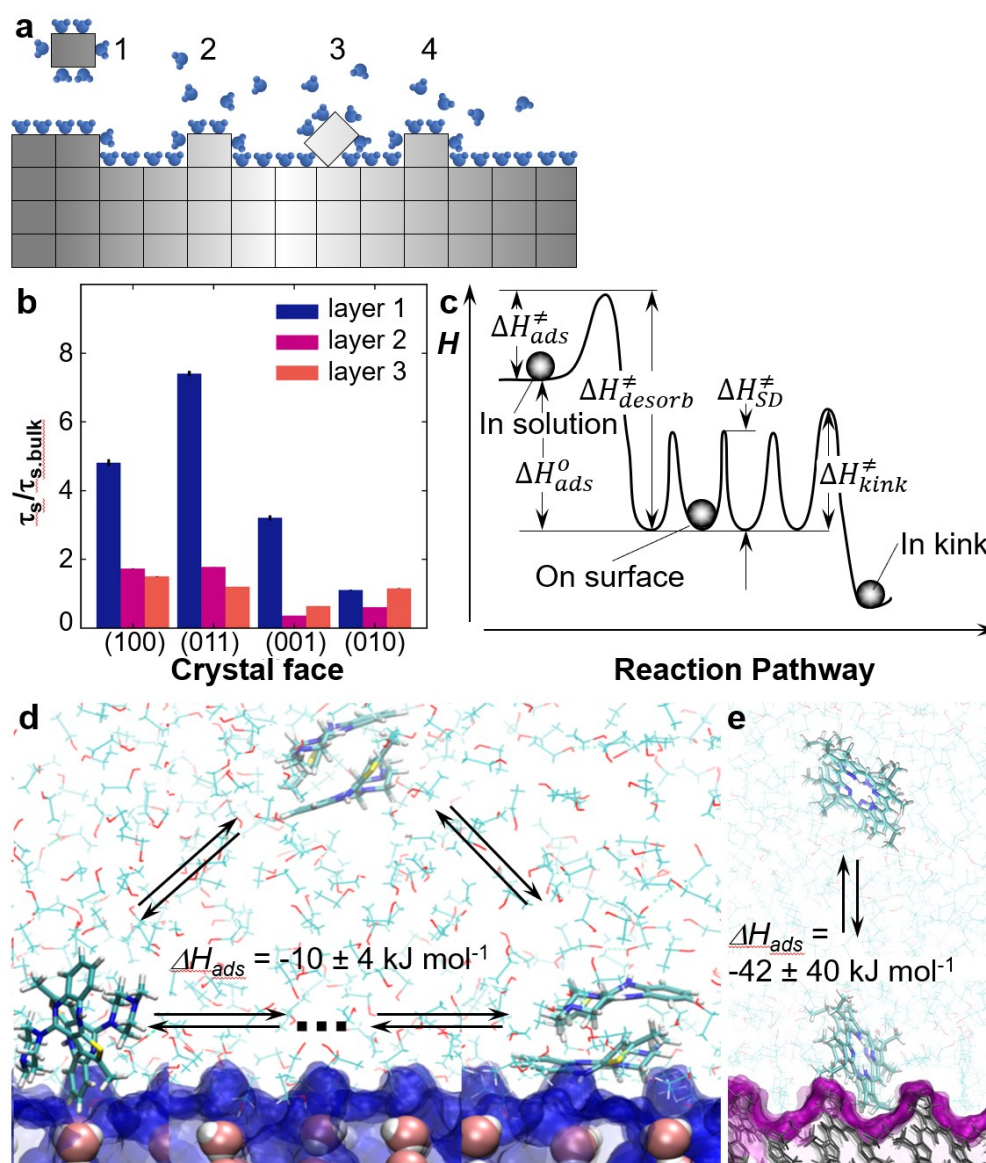 a
1 2 3 4
b
layer 1
layer 2
layer 3
8
6
4
2
0
τs/τs.bulk
(100) (011) (001) (010)
Crystal face
c
H
ΔH≠ads
In solution
ΔH≠desorb
ΔH≠SD
ΔHoads
ΔH≠kink
On surface
In kink
Reaction Pathway
d
ΔHads = -10 ± 4 kJ mol-1
...
e
ΔHads =
-42 ± 40 kJ mol-1